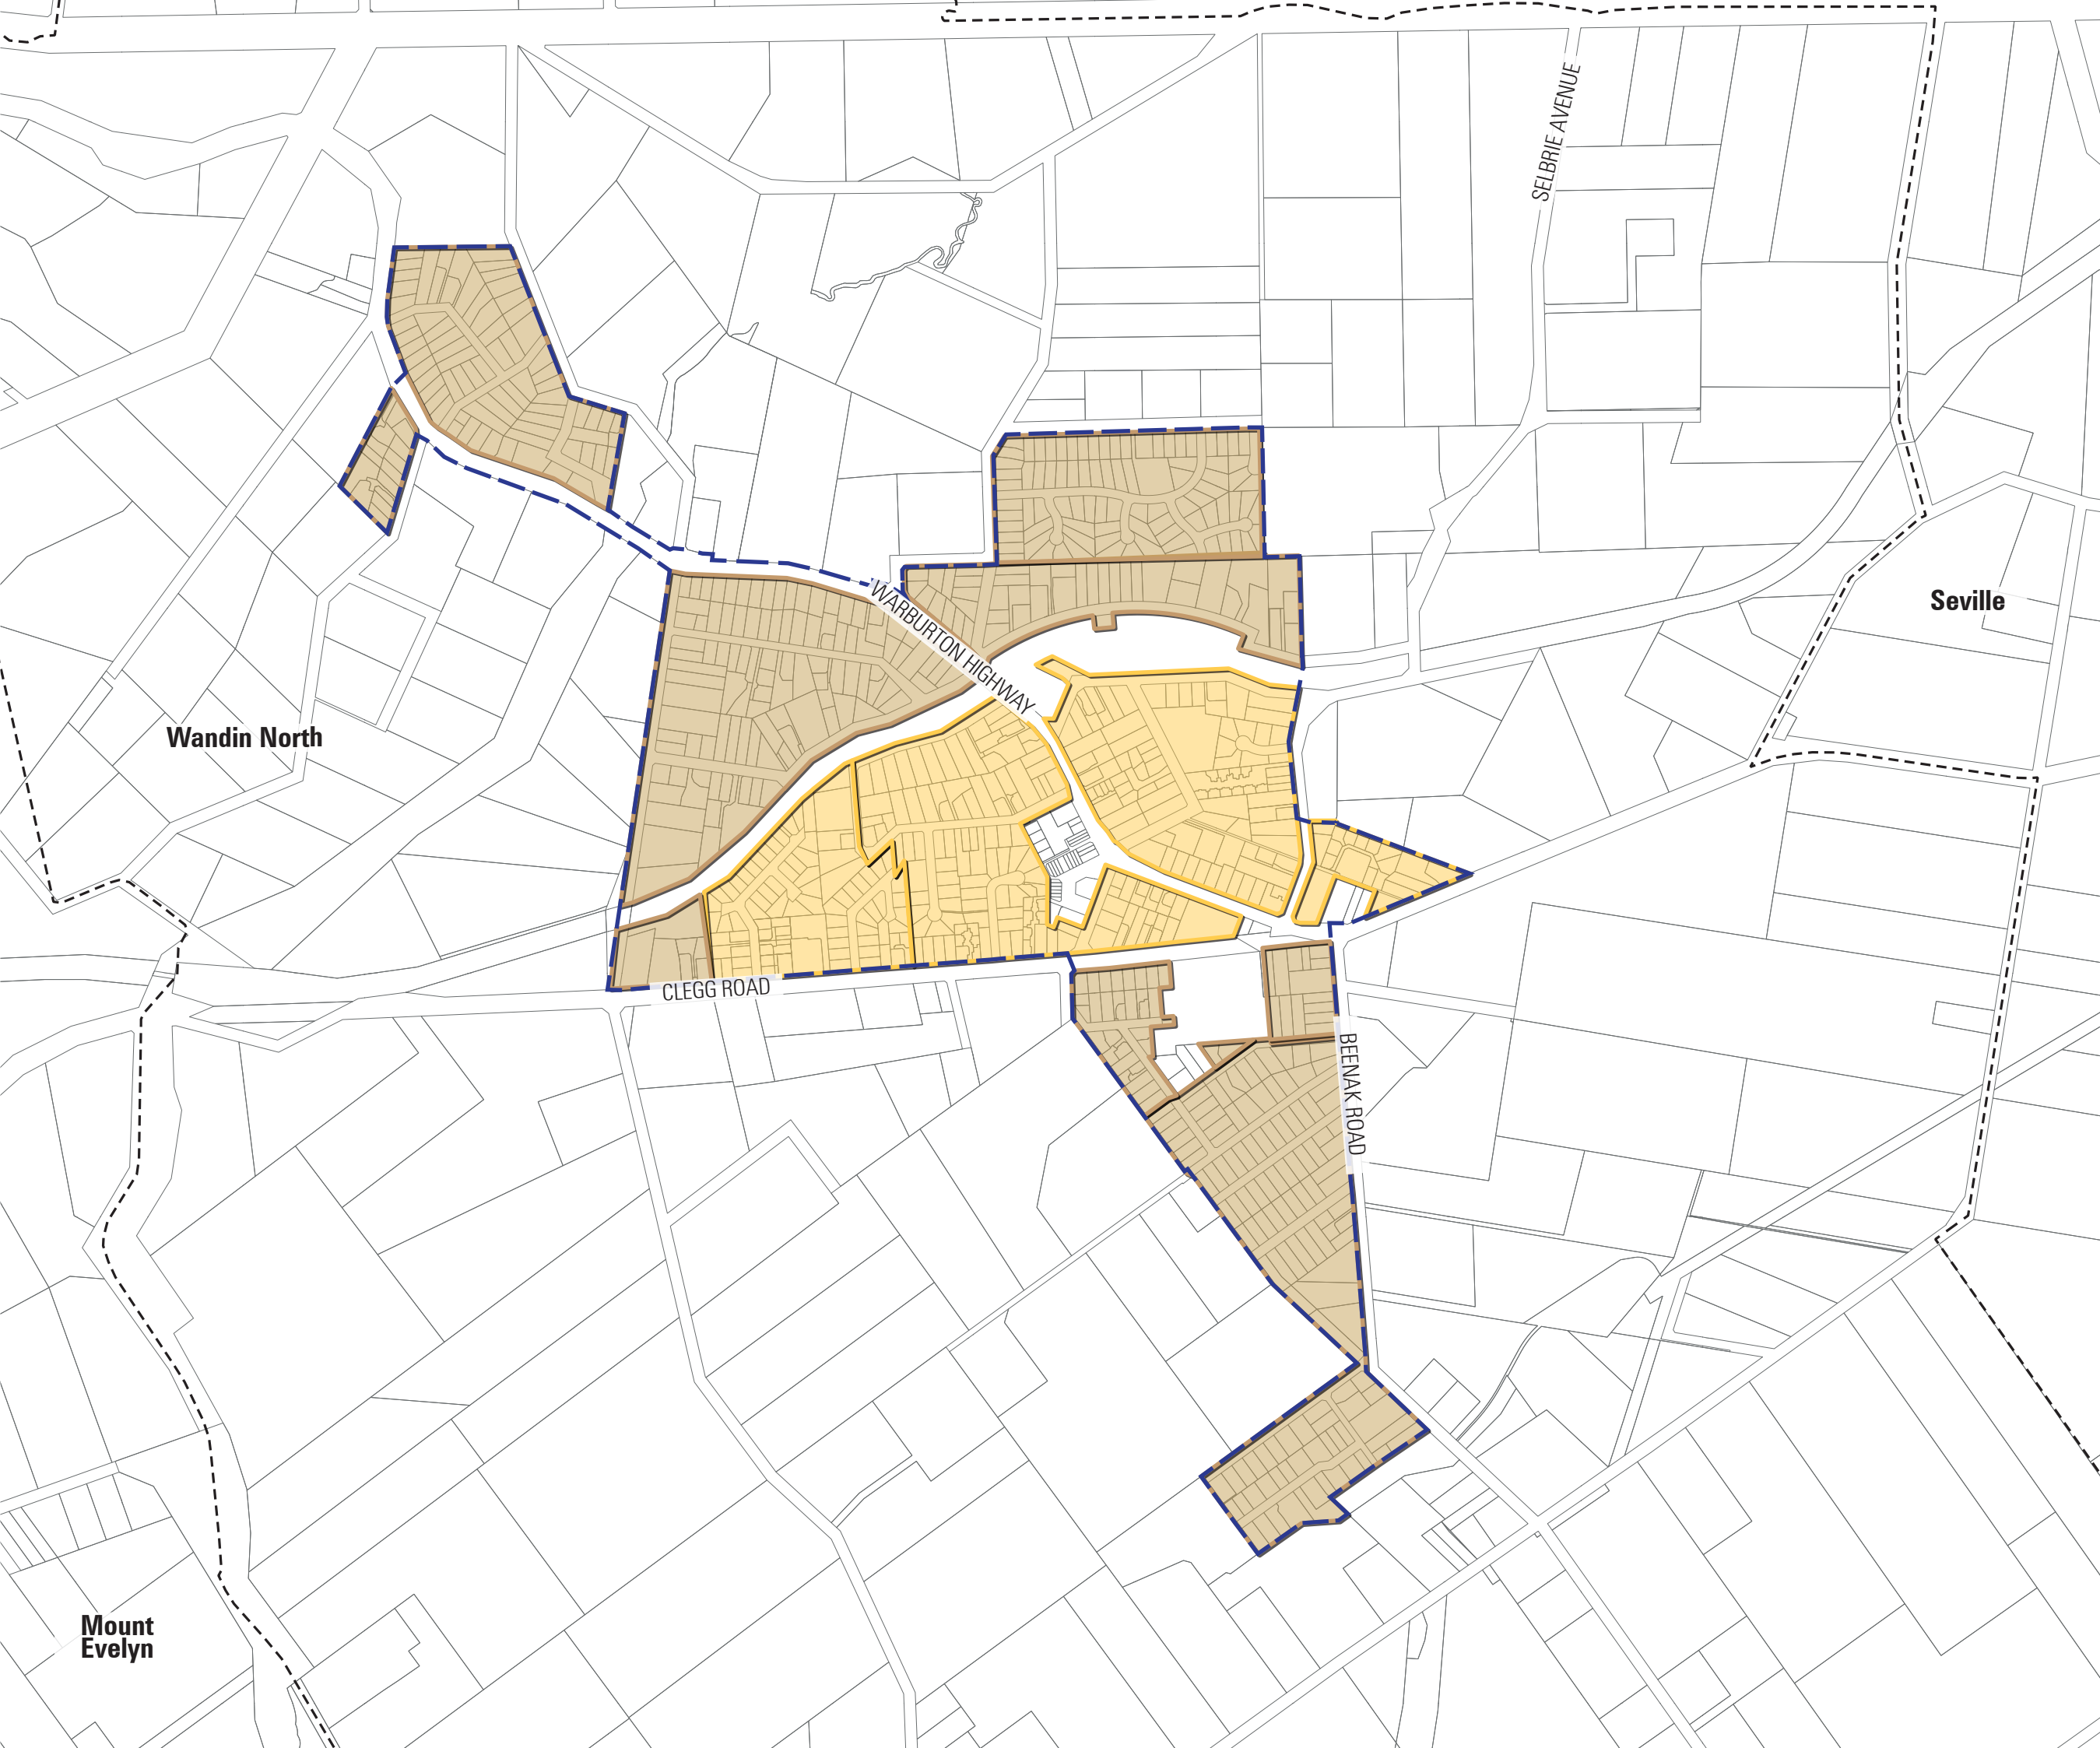 SELBRIE AVENUE
Seville
WARBURTON HIGHWAY
Wandin North
CLEGG ROAD
BEENAK ROAD
Mount
Evelyn